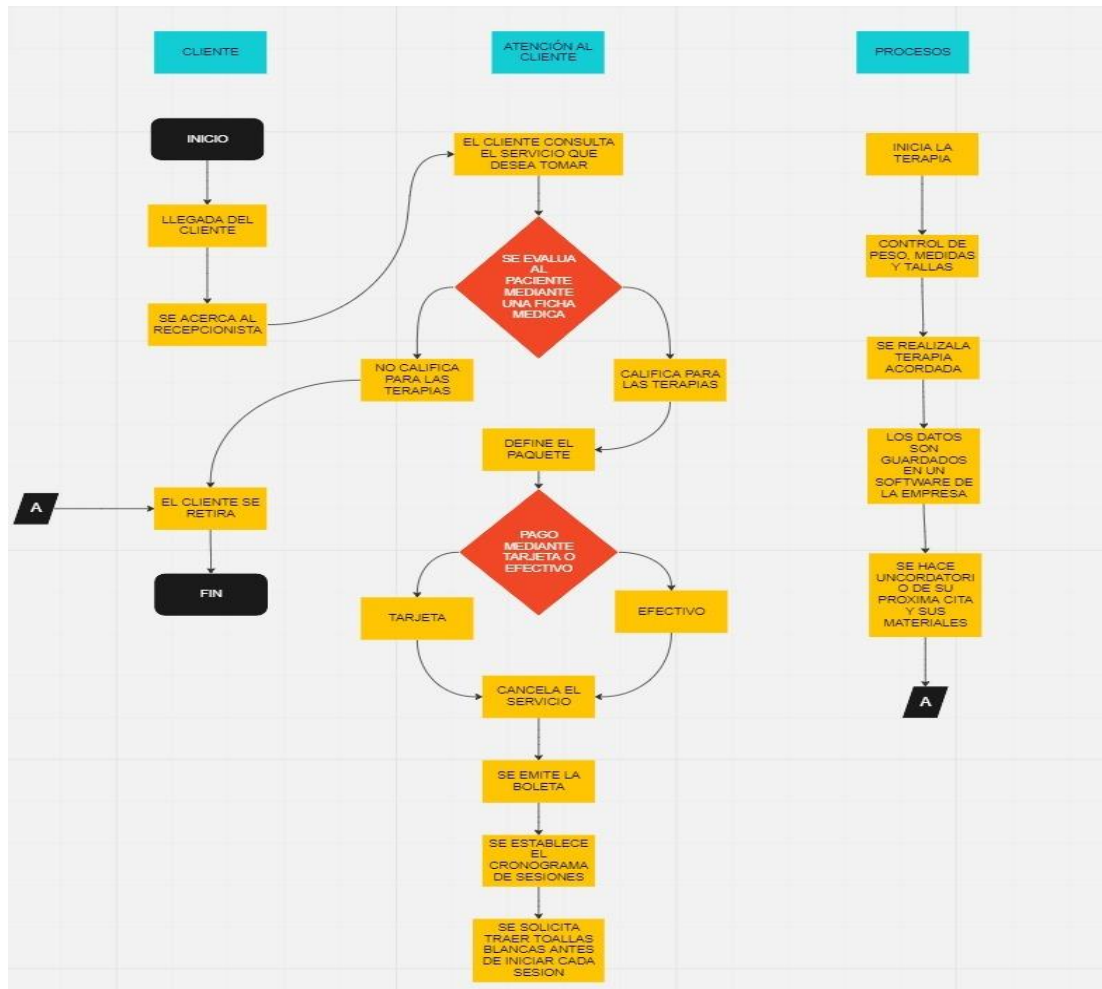 CLIENTE
ATENCIÓN AL
CLIENTE
PROCESOS
INICIO
LLEGADA DEL
CLIENTE
SE ACERCA AL
RECEPCIONISTA
EL CLIENTE SE
RETIRA
A
FIN
EL CLIENTE CONSULTA
EL SERVICIO QUE
DESEA TOMAR
SE EVALUA
AL
PACIENTE
MEDIANTE
UNA FICHA
MEDICA
NO CALIFICA
PARA LAS
TERAPIAS
CALIFICA PARA
LAS TERAPIAS
DEFINE EL
PAQUETE
PAGO
MEDIANTE
TARJETA O
EFECTIVO
TARJETA
EFECTIVO
CANCELA EL
SERVICIO
SE EMITE LA
BOLETA
SE ESTABLECE
EL
CRONOGRAMA
DE SESIONES
SE SOLICITA
TRAER TOALLAS
BLANCAS ANTES
DE INICIAR CADA
SESION
INICIA LA
TERAPIA
CONTROL DE
PESO, MEDIDAS
Y TALLAS
SE REALIZALA
TERAPIA
ACORDADA
LOS DATOS
SON
GUARDADOS
EN UN
SOFTWARE DE
LA EMPRESA
SE HACE
UNCORDATORI
O DE SU
PROXIMA CITA
Y SUS
MATERIALES
A